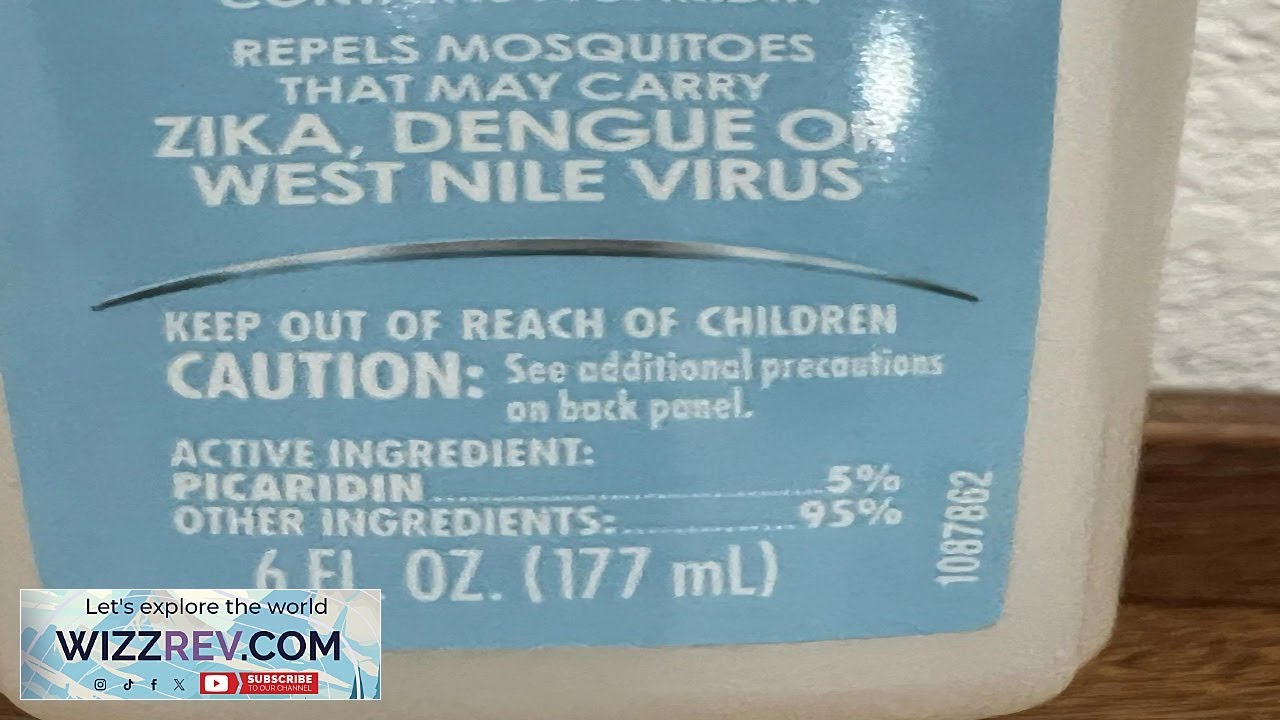 REPELS MOSQUITOES
THAT MAY CARRY
ZIKA, DENGUE OR
WEST NILE VIRUS
KEEP OUT OF REACH OF CHILDREN
CAUTION: See additional precautions
on back panel.
ACTIVE INGREDIENT:
PICARIDIN 5%
OTHER INGREDIENTS: 95%
6 FL OZ. (177 mL)
1087862
Let's explore the world
WIZZREV.COM
SUBSCRIBE
TO OUR CHANNEL